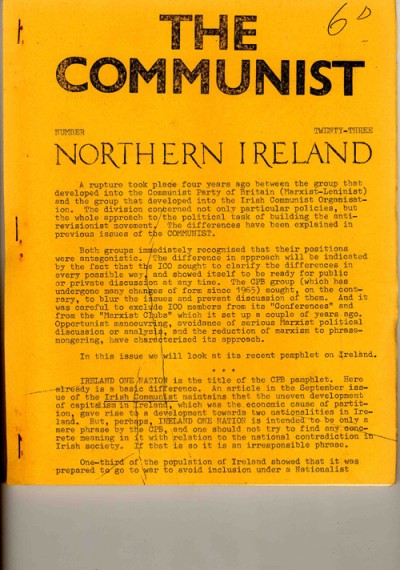 6D
THE
COMMUNIST
NUMBER TWENTY-THREE
NORTHERN IRELAND
A rupture took place four years ago between the group that
developed into the Communist Party of Britain (Marxist-Leninist)
and the group that developed into the Irish Communist Organisat-
ion. The division concerned not only particular policies, but
the whole approach to the political task of building the anti-
revisionist movement. The differences have been explained in
previous issues of the COMMUNIST.
Both groups immediately recognised that their positions
were antagonistic. The difference in approach will be indicated
by the fact that the ICO sought to clarify the differences in
every possible way, and showed itself to be ready for public
or private discussion at any time. The CPB group (which has
undergone many changes of form since 1965) sought, on the cont-
rary, to blur the issues and prevent discussion of them. And it
was careful to exclude ICO members from its "Conferences" and
from the "Marxist Clubs" which it set up a couple of years ago.
Opportunist manoeuvring, avoidance of serious Marxist political
discussion or analysis, and the reduction of marxism to phrase-
mongering, have characterised its approach.
In this issue we will look at its recent pamphlet on Ireland.
* * *
IRELAND ONE NATION is the title of the CPB pamphlet. Here
already is a basic difference. An article in the September iss-
ue of the Irish Communist maintains that the uneven development
of capitalism in Ireland, which was the economic cause of partit-
ion, gave rise to a development towards two nationalities in Ire-
land. But, perhaps, IRELAND ONE NATION is intended to be only a
mere phrase by the CPB, and one should not try to find any conc-
rete meaning in it with relation to the national contradiction in
Irish society. If that is so it is an irresponsible phrase.
One-third of the population of Ireland showed that it was
prepared to go to war to avoid inclusion under a Nationalist